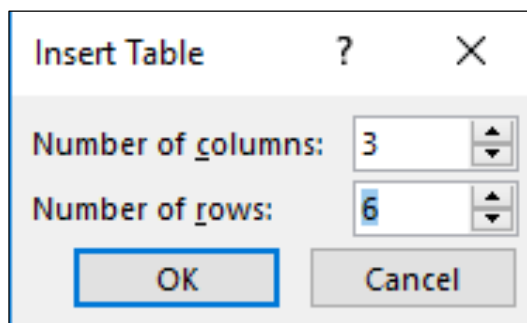 Insert Table ?
Number of columns: 3
Number of rows: 6
OK Cancel